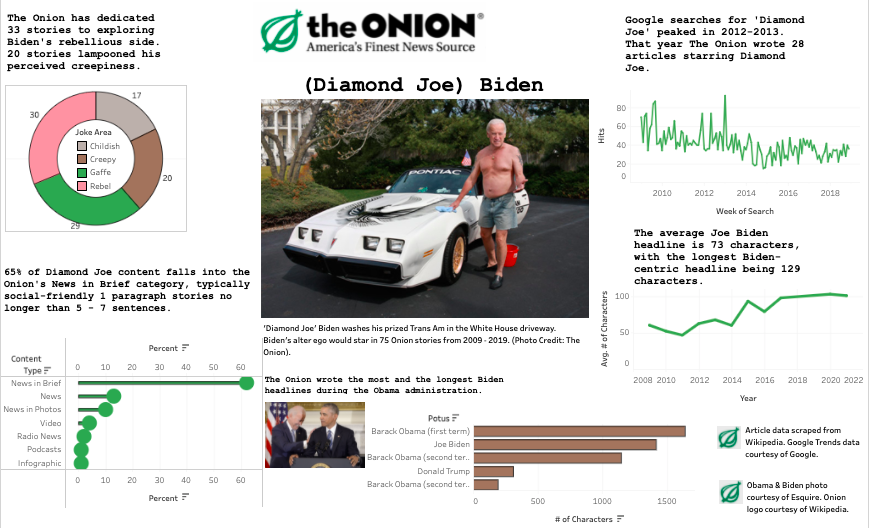 The Onion has dedicated
33 stories to exploring
Biden's rebellious side.
20 stories lampooned his
perceived creepiness.
17
30
20
29
Joke Area
Childish
Creepy
Gaffe
Rebel
65% of Diamond Joe content falls into the
Onion's News in Brief category, typically
social-friendly 1 paragraph stories no
longer than 5 - 7 sentences.
Percent
Content
Type
0 10 20 30 40 50 60
News in Brief
News
News in Photos
Video
Radio News
Podcasts
Infographic
0 10 20 30 40 50 60
Percent
the ONION®
America's Finest News Source
(Diamond Joe) Biden
PONTIAC
'Diamond Joe' Biden washes his prized Trans Am in the White House driveway.
Biden's alter ego would star in 75 Onion stories from 2009 - 2019. (Photo Credit: The
Onion).
The Onion wrote the most and the longest Biden
headlines during the Obama administration.
Potus
Barack Obama (first term)
Joe Biden
Barack Obama (second ter..
Donald Trump
Barack Obama (second ter..
0 500 1000 1500
# of Characters
Google searches for 'Diamond
Joe' peaked in 2012-2013.
That year The Onion wrote 28
articles starring Diamond
Joe.
Hits
80
60
40
20
0
2010 2012 2014 2016 2018
Week of Search
The average Joe Biden
headline is 73 characters,
with the longest Biden-
centric headline being 129
characters.
Avg. # of Characters
100
50
0
2008 2010 2012 2014 2016 2018 2020 2022
Year
Article data scraped from
Wikipedia. Google Trends data
courtesy of Google.
Obama & Biden photo
courtesy of Esquire. Onion
logo courtesy of Wikipedia.